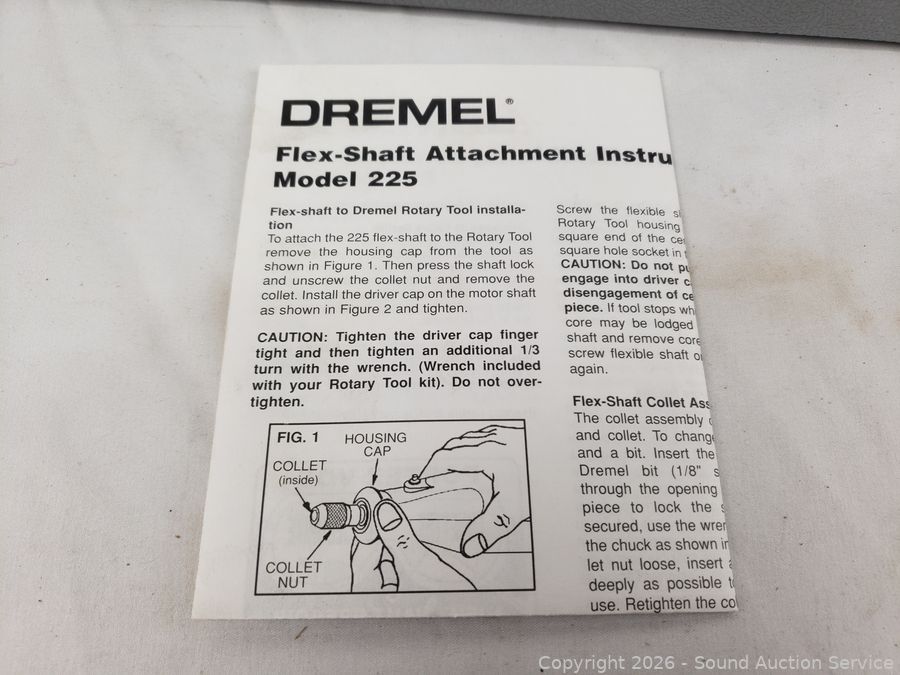 DREMEL®
Flex-Shaft Attachment Instru
Model 225
Flex-shaft to Dremel Rotary Tool installa-
tion
To attach the 225 flex-shaft to the Rotary Tool
remove the housing cap from the tool as
shown in Figure 1. Then press the shaft lock
and unscrew the collet nut and remove the
collet. Install the driver cap on the motor shaft
as shown in Figure 2 and tighten.
CAUTION: Tighten the driver cap finger
tight and then tighten an additional 1/3
turn with the wrench. (Wrench included
with your Rotary Tool kit). Do not over-
tighten.
FIG. 1
HOUSING
CAP
COLLET
(inside)
COLLET
NUT
Screw the flexible
Rotary Tool housing
square end of the
square hole socket in
CAUTION: Do not
engage into driver
disengagement of
piece. If tool stops
core may be lodged
shaft and remove core
screw flexible shaft
again.
Flex-Shaft Collet
The collet assembly
and collet. To change
and a bit. Insert the
Dremel bit (1/8"
through the opening
piece to lock the
secured, use the
the chuck as shown
let nut loose, insert
deeply as possible
use. Retighten the
Copyright 2026 - Sound Auction Service